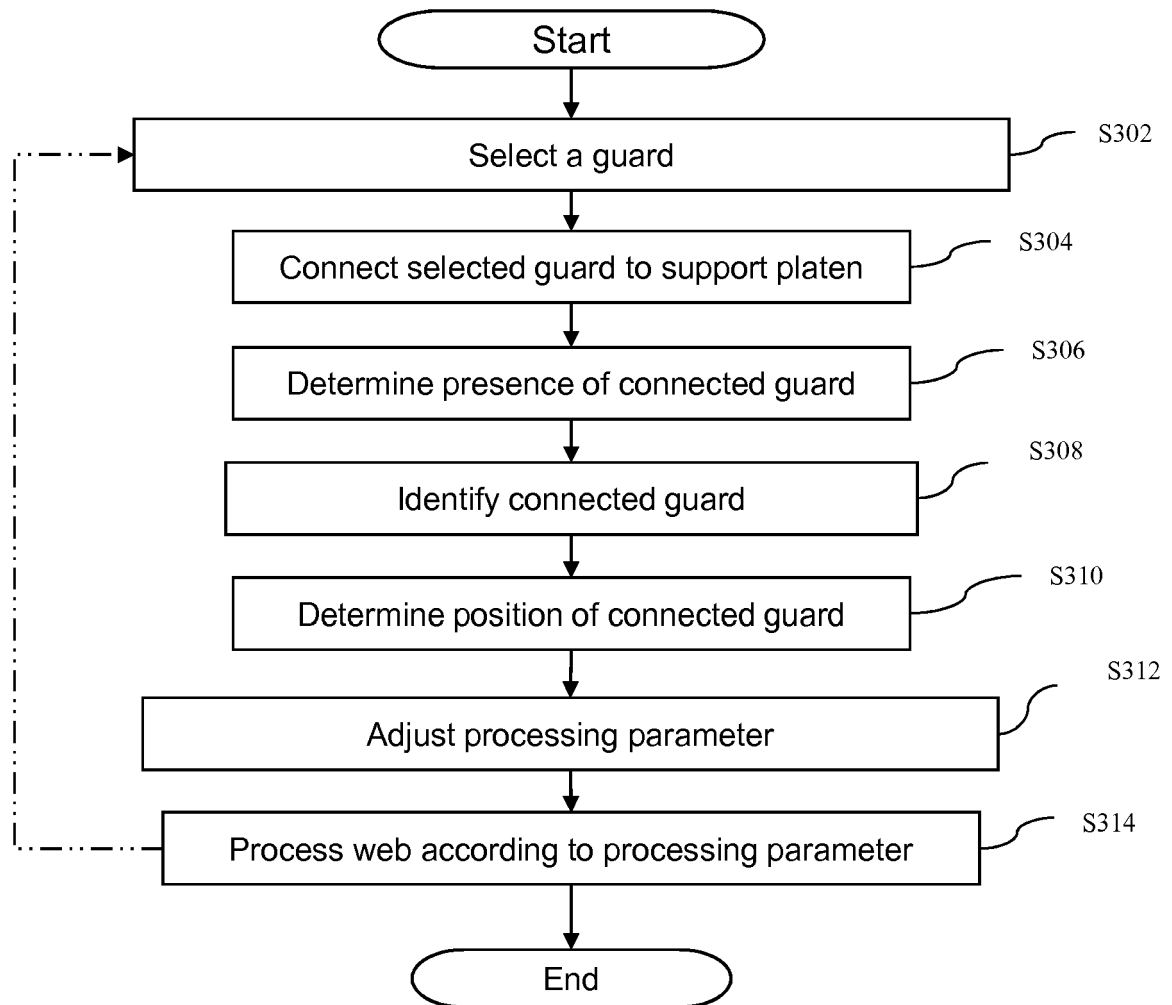 Start
Select a guard
S302
Connect selected guard to support platen
S304
Determine presence of connected guard
S306
Identify connected guard
S308
Determine position of connected guard
S310
Adjust processing parameter
S312
Process web according to processing parameter
S314
End